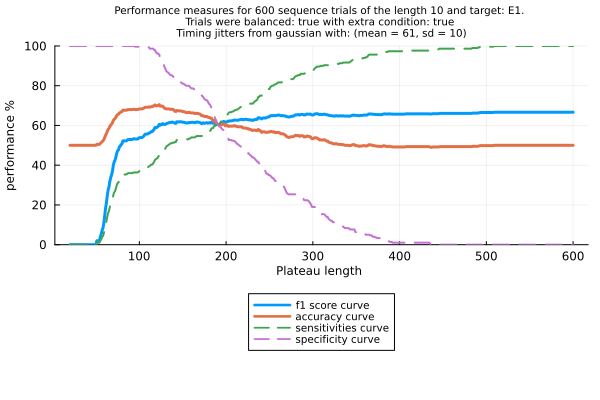 Performance measures for 600 sequence trials of the length 10 and target: E1.
Trials were balanced: true with extra condition: true
Timing jitters from gaussian with: (mean = 61, sd = 10)
performance %
100
80
60
40
20
0
100
200
300
400
500
600
Plateau length
f1 score curve
accuracy curve
sensitivities curve
specificity curve